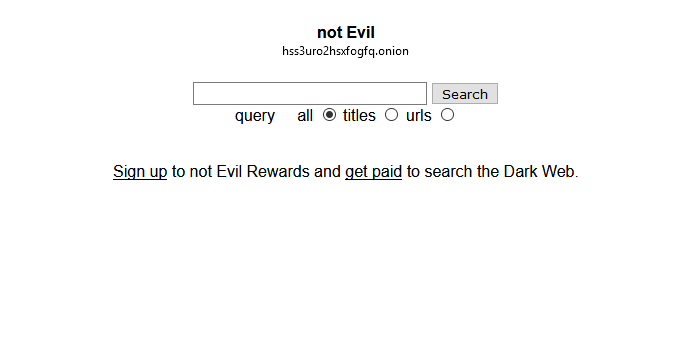 not Evil
hss3uro2hsxfogfq.onion
Search
query all titles urls
Sign up to not Evil Rewards and get paid to search the Dark Web.